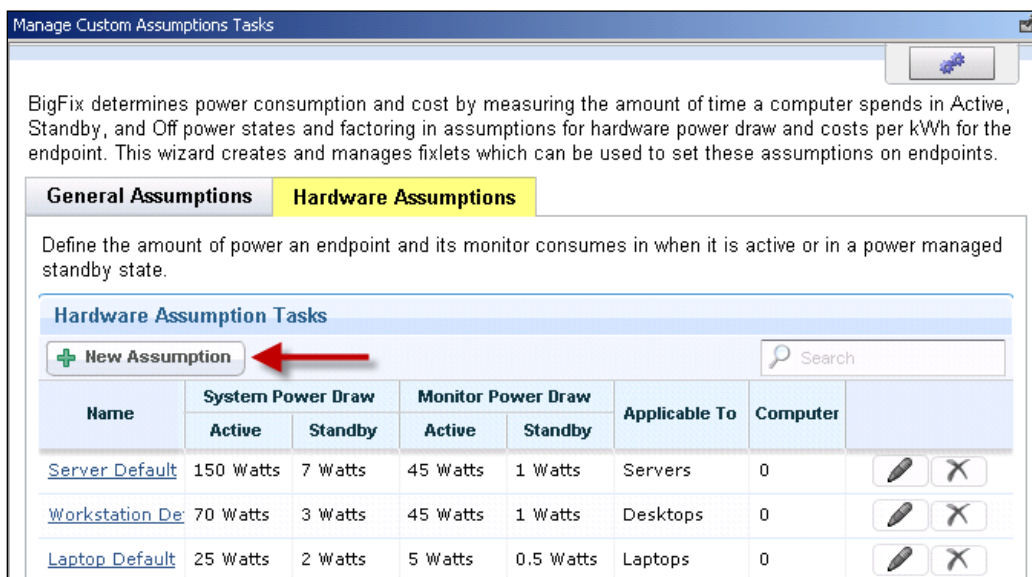 Manage Custom Assumptions Tasks
BigFix determines power consumption and cost by measuring the amount of time a computer spends in Active,
Standby, and Off power states and factoring in assumptions for hardware power draw and costs per kWh for the
endpoint. This wizard creates and manages fixlets which can be used to set these assumptions on endpoints.
General Assumptions Hardware Assumptions
Define the amount of power an endpoint and its monitor consumes in when it is active or in a power managed
standby state.
Hardware Assumption Tasks
New Assumption Search
Name System Power Draw Monitor Power Draw Applicable To Computer
Active Standby Active Standby
Server Default 150 Watts 7 Watts 45 Watts 1 Watts Servers 0
Workstation De 70 Watts 3 Watts 45 Watts 1 Watts Desktops 0
Laptop Default 25 Watts 2 Watts 5 Watts 0.5 Watts Laptops 0